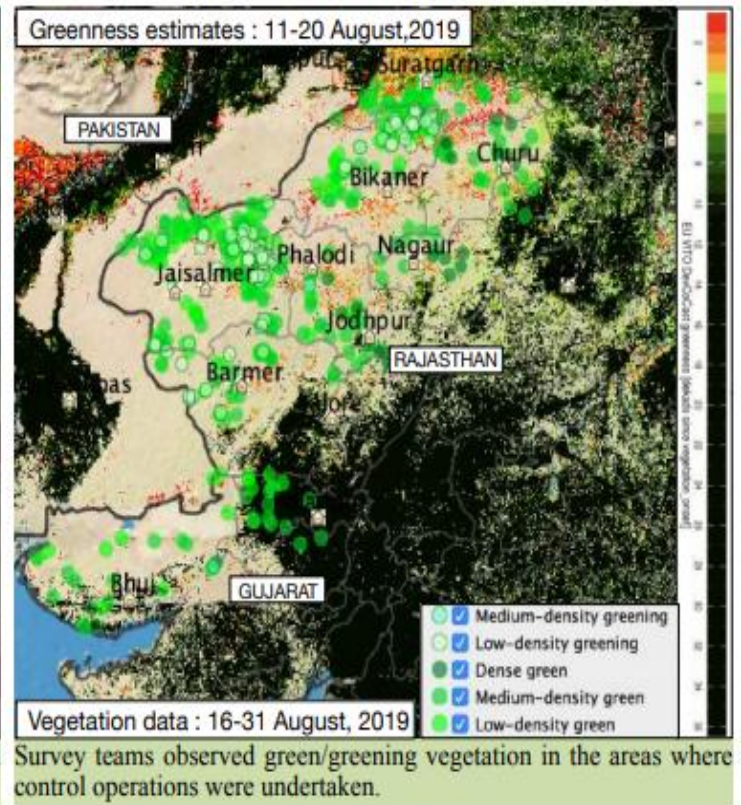 Greenness estimates : 11-20 August,2019
Suratgarh
PAKISTAN
Churu
Bikaner
Phalodi
Nagaur
Jaisalmer
Jodhpur
RAJASTHAN
Barmer
Bhuj
GUJARAT
Medium-density greening
Low-density greening
Dense green
Medium-density green
Low-density green
Vegetation data : 16-31 August, 2019
Survey teams observed green/greening vegetation in the areas where
control operations were undertaken.